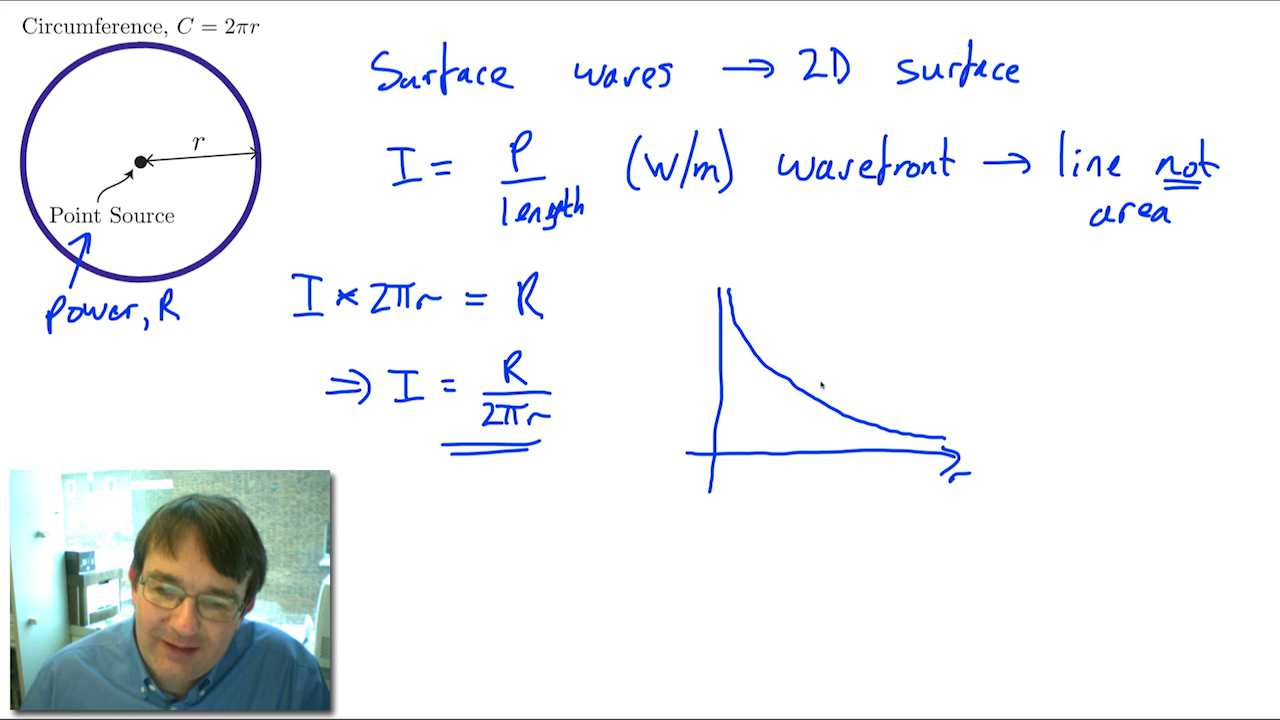 Circumference, C = 2πr
r
Point Source
Power, R
Surface waves → 2D surface
I = P / length (W/m) wavefront → line not area
I × 2πr = R
⇒ I = R / 2πr
r